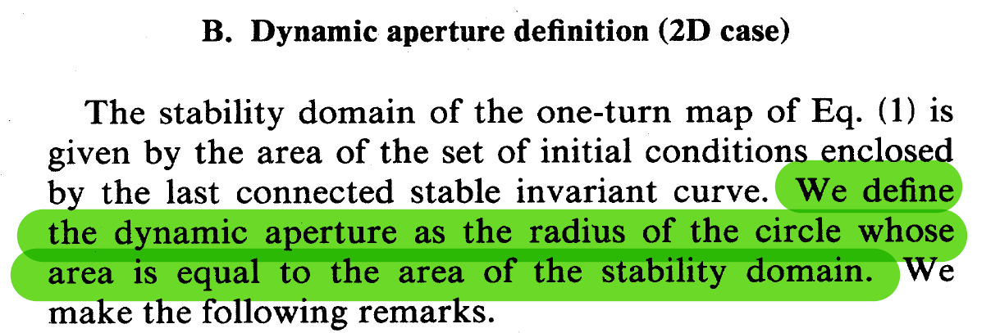 B. Dynamic aperture definition (2D case)
The stability domain of the one-turn map of Eq. (1) is
given by the area of the set of initial conditions enclosed
by the last connected stable invariant curve. We define
the dynamic aperture as the radius of the circle whose
area is equal to the area of the stability domain. We
make the following remarks.